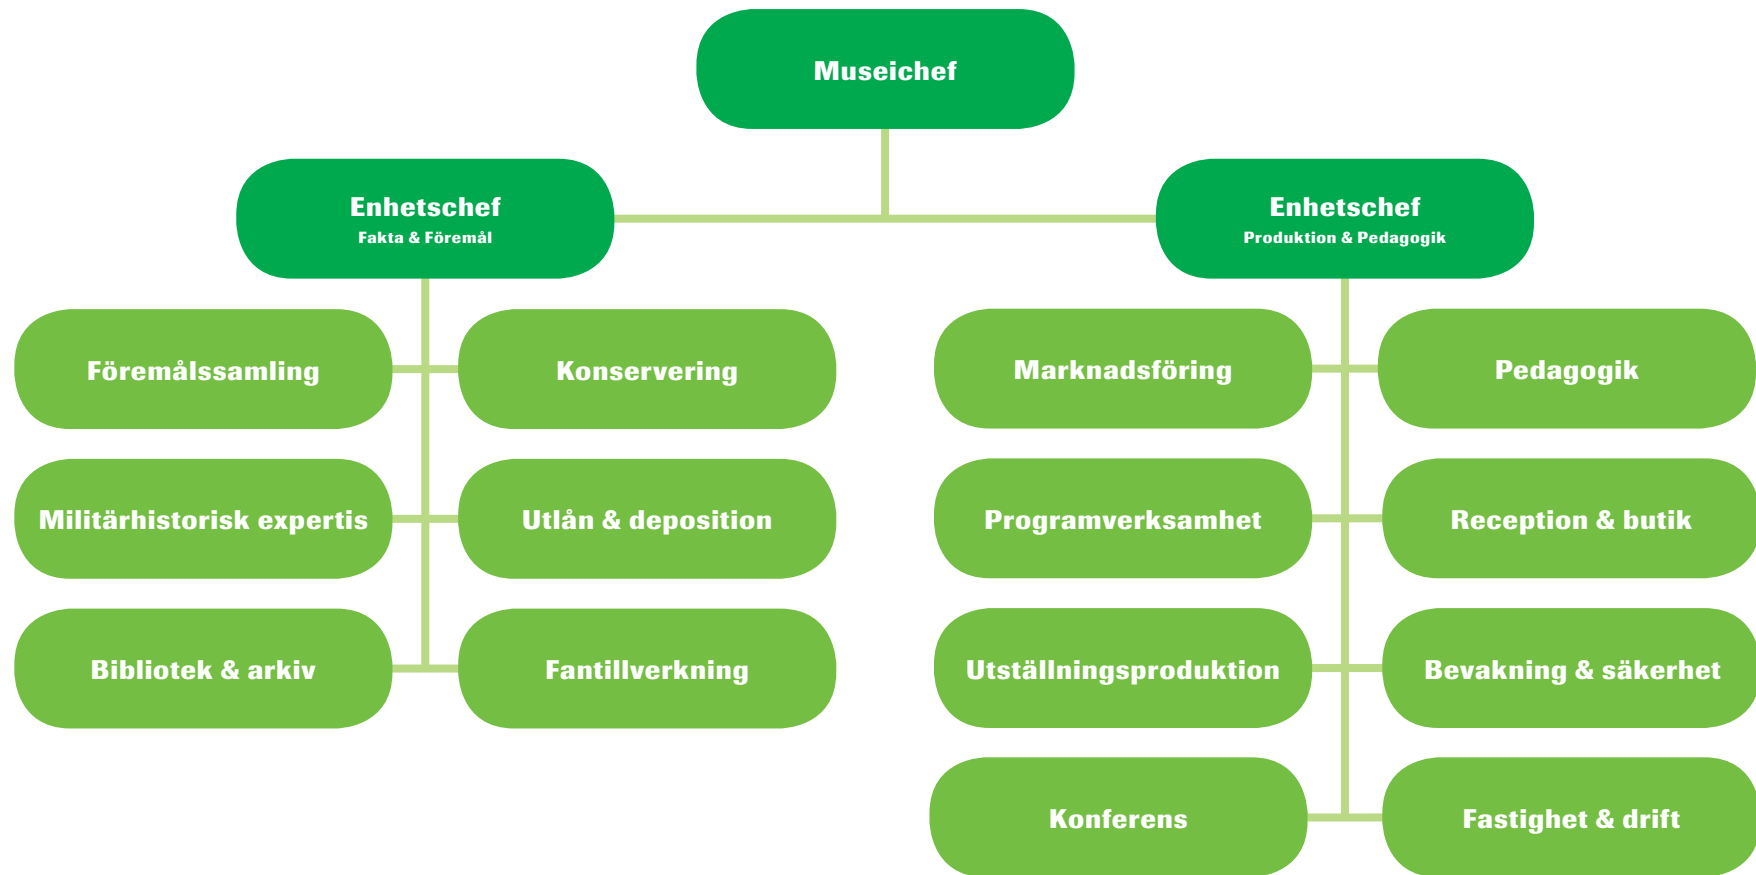 Museichef
Enhetschef
Fakta & Föremål
Enhetschef
Produktion & Pedagogik
Föremålssamling
Konservering
Marknadsföring
Pedagogik
Militärhistorisk expertis
Utlån & deposition
Programverksamhet
Reception & butik
Bibliotek & arkiv
Fantillverkning
Utställningsproduktion
Bevakning & säkerhet
Konferens
Fastighet & drift